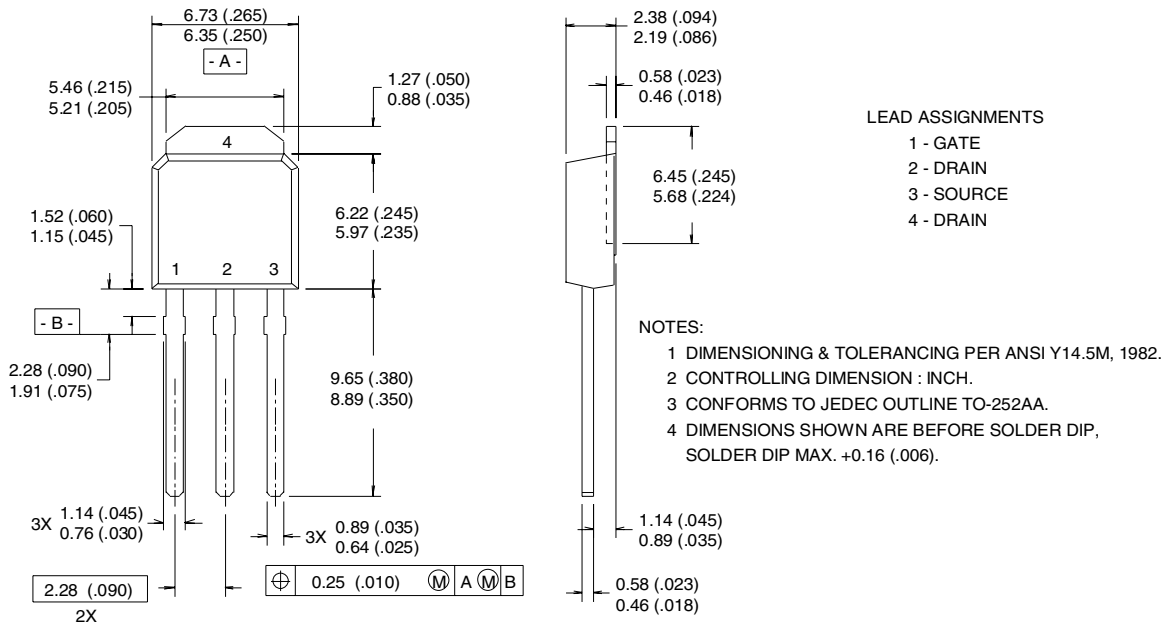 6.73 (.265)
6.35 (.250)
- A -
5.46 (.215)
5.21 (.205)
1.27 (.050)
0.88 (.035)
4
6.22 (.245)
5.97 (.235)
1.52 (.060)
1.15 (.045)
1 2 3
- B -
2.28 (.090)
1.91 (.075)
9.65 (.380)
8.89 (.350)
3X 1.14 (.045)
0.76 (.030)
3X 0.89 (.035)
0.64 (.025)
2.28 (.090)
2X
⌖ 0.25 (.010) Ⓜ A Ⓜ B
2.38 (.094)
2.19 (.086)
0.58 (.023)
0.46 (.018)
6.45 (.245)
5.68 (.224)
1.14 (.045)
0.89 (.035)
0.58 (.023)
0.46 (.018)
LEAD ASSIGNMENTS
1 - GATE
2 - DRAIN
3 - SOURCE
4 - DRAIN
NOTES:
1 DIMENSIONING & TOLERANCING PER ANSI Y14.5M, 1982.
2 CONTROLLING DIMENSION : INCH.
3 CONFORMS TO JEDEC OUTLINE TO-252AA.
4 DIMENSIONS SHOWN ARE BEFORE SOLDER DIP,
SOLDER DIP MAX. +0.16 (.006).